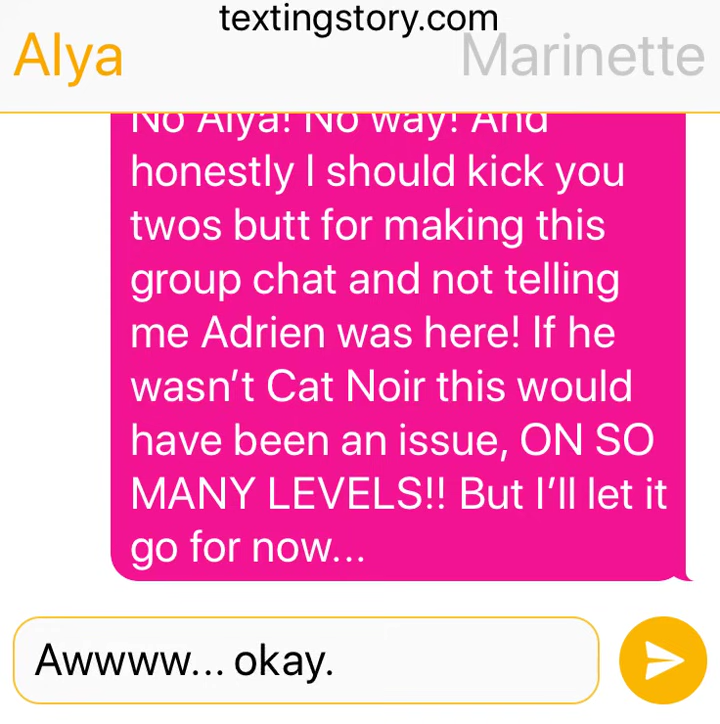 textingstory.com
Alya Marinette
No Alya! No way! And
honestly I should kick you
twos butt for making this
group chat and not telling
me Adrien was here! If he
wasn't Cat Noir this would
have been an issue, ON SO
MANY LEVELS!! But I'll let it
go for now...
Awwww... okay.